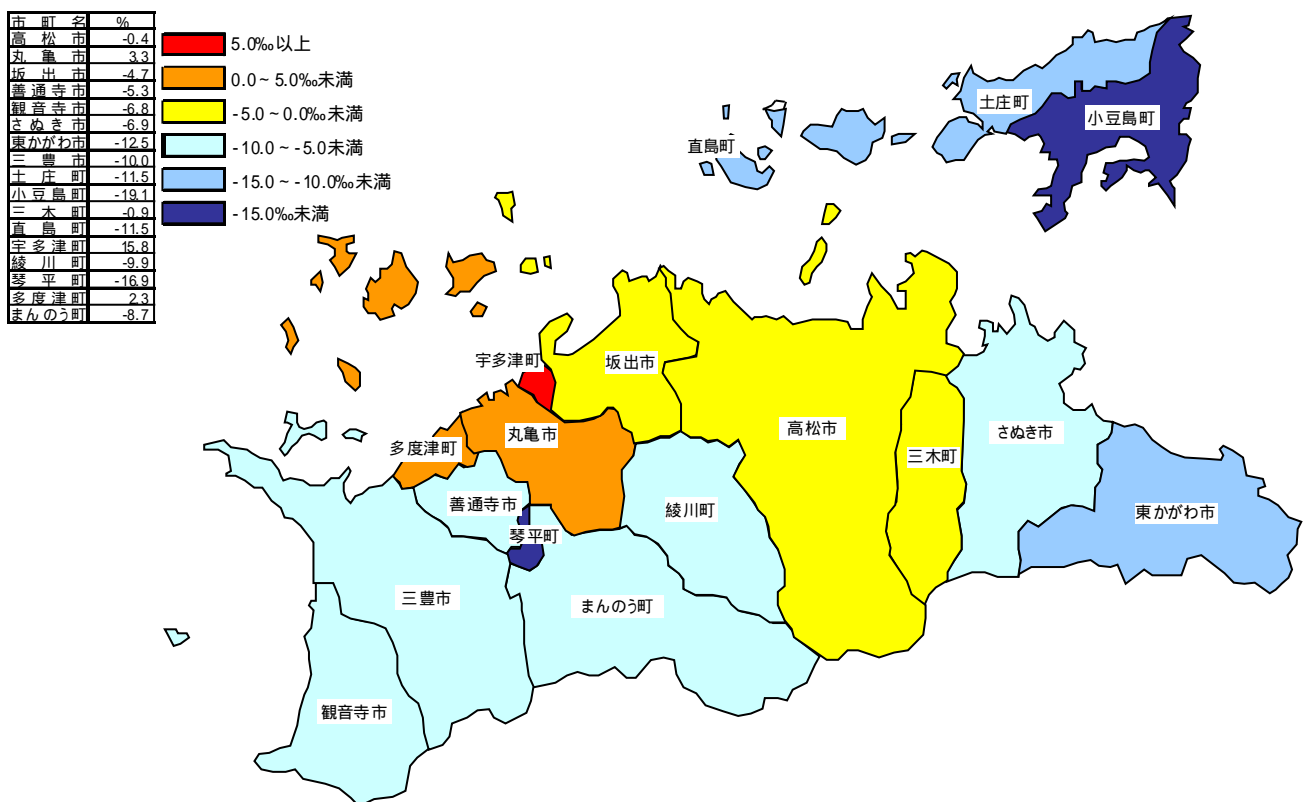 市町名 %
高松市 -0.4
丸亀市 3.3
坂出市 -4.7
善通寺市 -5.3
観音寺市 -6.8
さぬき市 -6.9
東かがわ市 -12.5
三豊市 -10.0
土庄町 -11.5
小豆島町 -19.1
三木町 -0.9
直島町 -11.5
宇多津町 15.8
綾川町 -9.9
琴平町 -16.9
多度津町 2.3
まんのう町 -8.7
5.0‰以上
0.0~5.0‰未満
-5.0~0.0‰未満
-10.0~-5.0未満
-15.0~-10.0‰未満
-15.0‰未満
土庄町
小豆島町
直島町
宇多津町
坂出市
高松市
丸亀市
多度津町
さぬき市
三木町
善通寺市
綾川町
東かがわ市
琴平町
三豊市
まんのう町
観音寺市